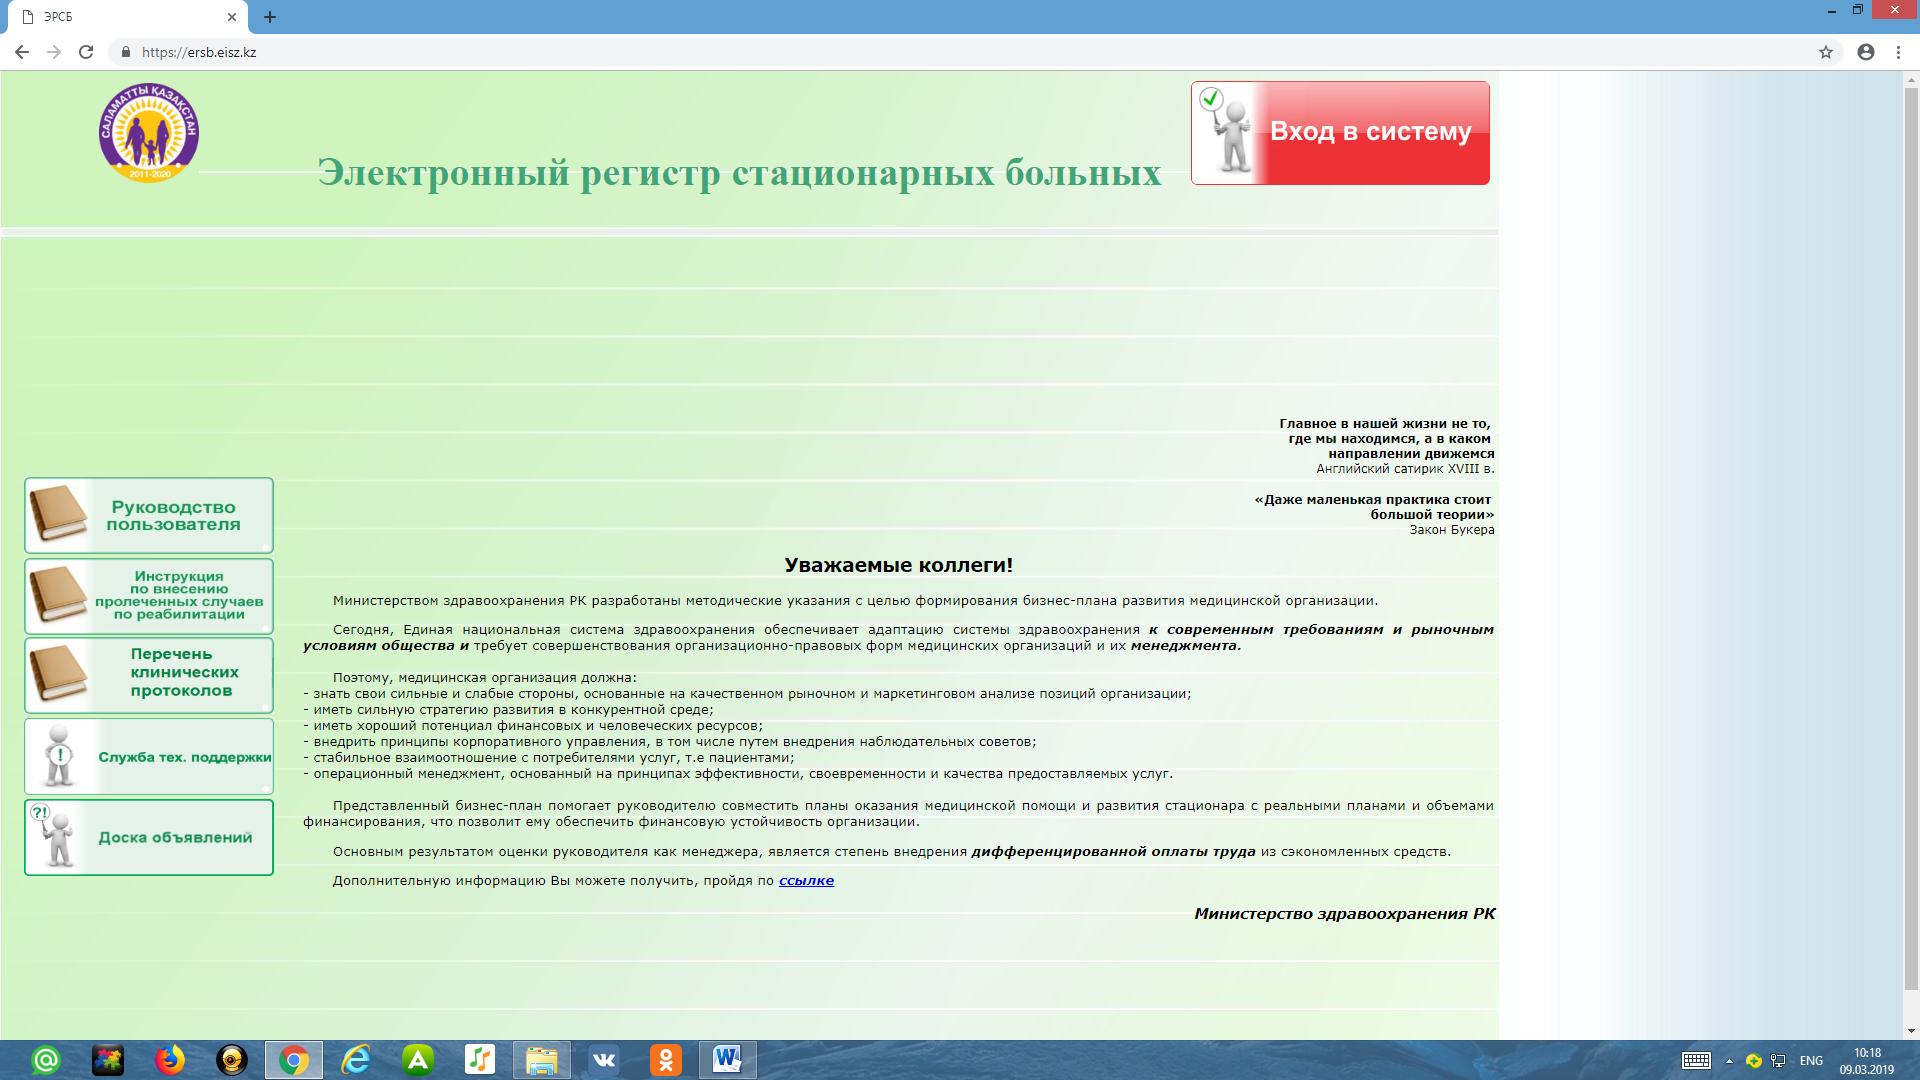 ЭРСБ
https://ersb.eisz.kz
САЛАМАТТЫ ҚАЗАҚСТАН
2011-2020
Электронный регистр стационарных больных
Вход в систему
Главное в нашей жизни не то,
где мы находимся, а в каком
направлении движемся
Английский сатирик XVIII в.
«Даже маленькая практика стоит
большой теории»
Закон Букера
Руководство
пользователя
Инструкция
по внесению
пролеченных случаев
по реабилитации
Перечень
клинических
протоколов
Служба тех. поддержки
Доска объявлений
Уважаемые коллеги!
Министерством здравоохранения РК разработаны методические указания с целью формирования бизнес-плана развития медицинской организации.
Сегодня, Единая национальная система здравоохранения обеспечивает адаптацию системы здравоохранения к современным требованиям и рыночным
условиям общества и требует совершенствования организационно-правовых форм медицинских организаций и их менеджмента.
Поэтому, медицинская организация должна:
- знать свои сильные и слабые стороны, основанные на качественном рыночном и маркетинговом анализе позиций организации;
- иметь сильную стратегию развития в конкурентной среде;
- иметь хороший потенциал финансовых и человеческих ресурсов;
- внедрить принципы корпоративного управления, в том числе путем внедрения наблюдательных советов;
- стабильное взаимоотношение с потребителями услуг, т.е пациентами;
- операционный менеджмент, основанный на принципах эффективности, своевременности и качества предоставляемых услуг.
Представленный бизнес-план помогает руководителю совместить планы оказания медицинской помощи и развития стационара с реальными планами и объемами
финансирования, что позволит ему обеспечить финансовую устойчивость организации.
Основным результатом оценки руководителя как менеджера, является степень внедрения дифференцированной оплаты труда из сэкономленных средств.
Дополнительную информацию Вы можете получить, пройдя по ссылке
Министерство здравоохранения РК
ENG
10:18
09.03.2019